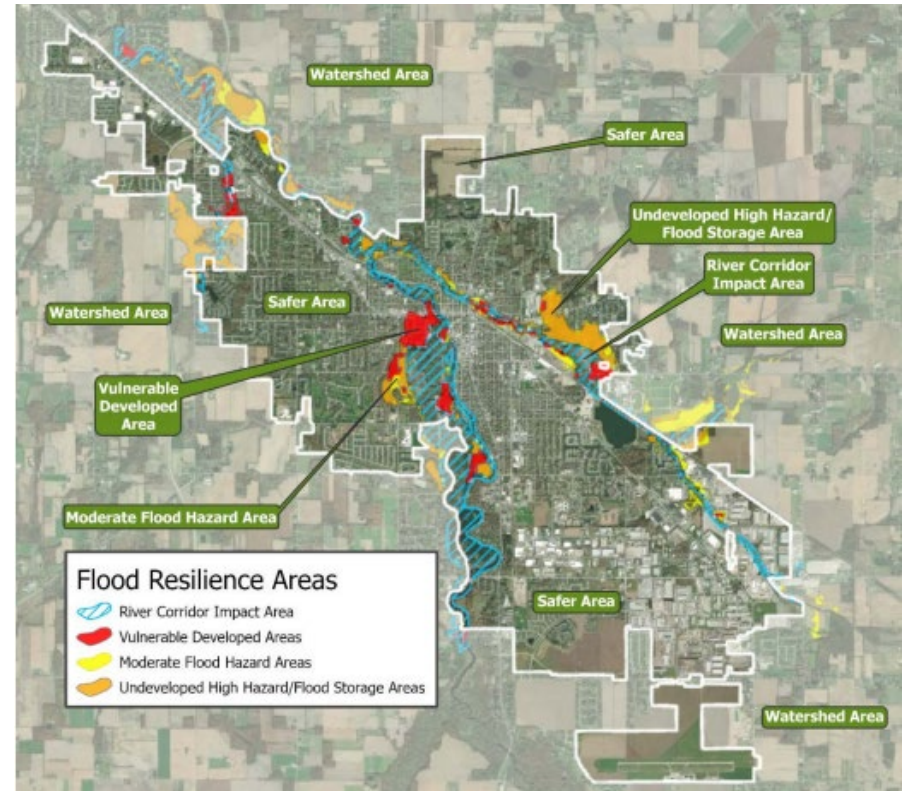 Watershed Area
Safer Area
Undeveloped High Hazard/
Flood Storage Area
River Corridor
Impact Area
Safer Area
Watershed Area
Watershed Area
Vulnerable
Developed
Area
Moderate Flood Hazard Area
Flood Resilience Areas
River Corridor Impact Area
Vulnerable Developed Areas
Moderate Flood Hazard Areas
Undeveloped High Hazard/Flood Storage Areas
Safer Area
Watershed Area